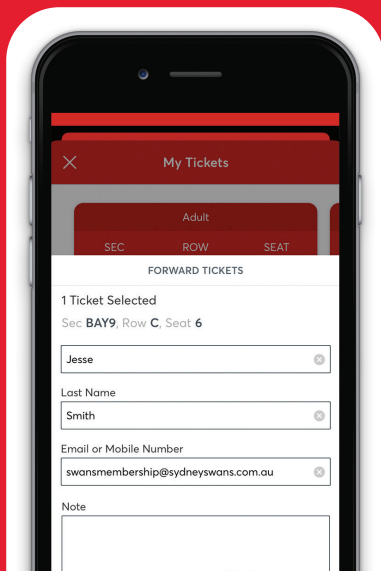 My Tickets
Adult
SEC ROW SEAT
FORWARD TICKETS
1 Ticket Selected
Sec BAY9, Row C, Seat 6
Jesse
Last Name
Smith
Email or Mobile Number
swansmembership@sydneyswans.com.au
Note